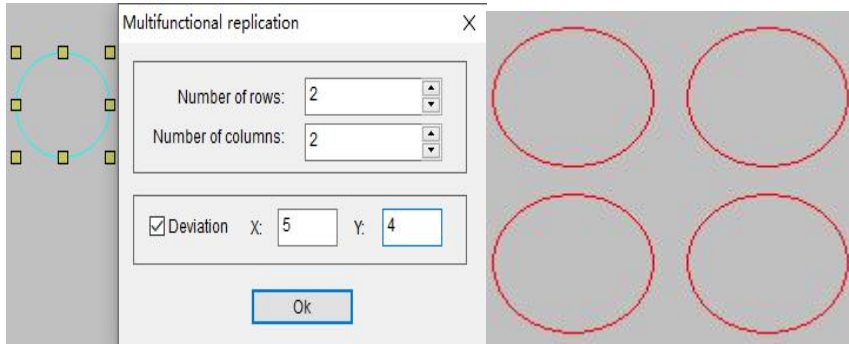 Multifunctional replication
Number of rows: 2
Number of columns: 2
Deviation X: 5 Y: 4
Ok